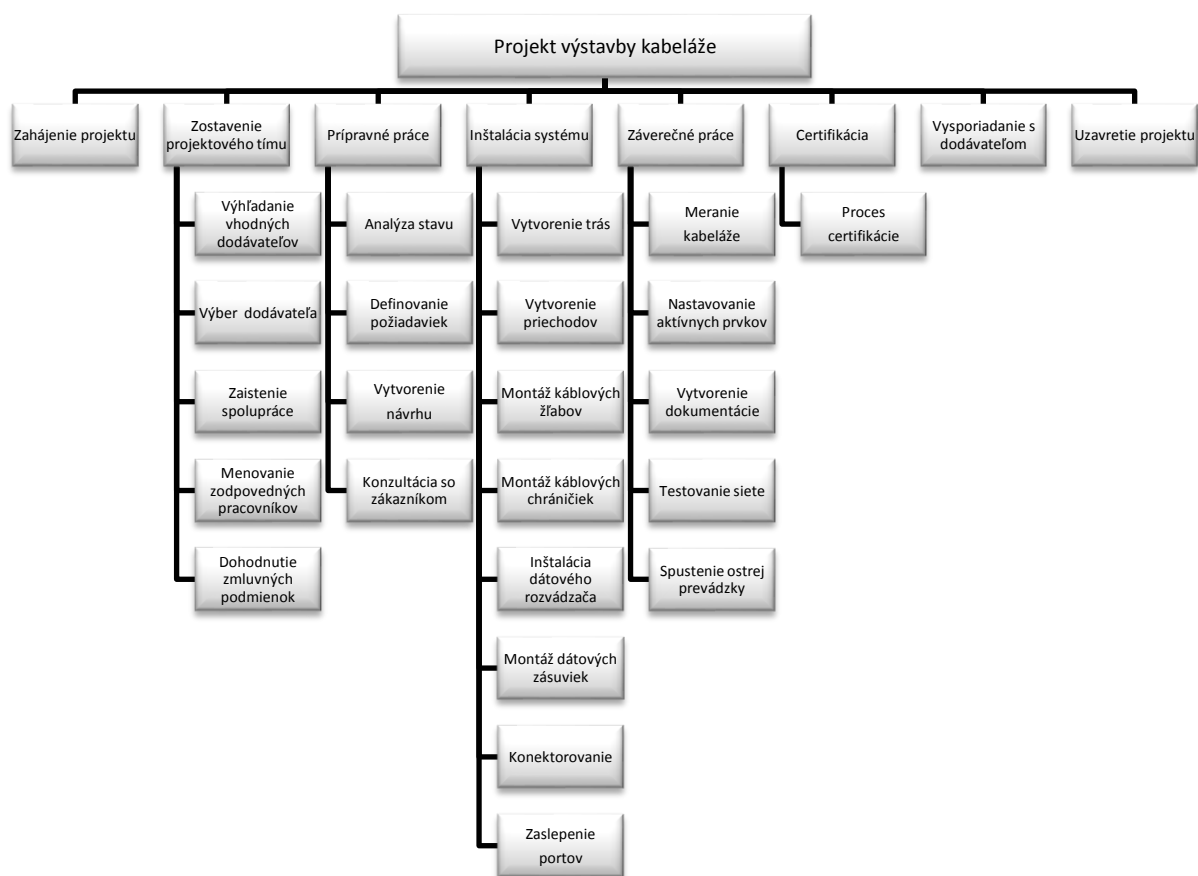 Projekt výstavby kabeláže
Zahájenie projektu
Zostavenie
projektového tímu
Prípravné práce
Inštalácia systému
Záverečné práce
Certifikácia
Vysporiadanie s
dodávateľom
Uzavretie projektu
Výhľadanie
vhodných
dodávateľov
Výber dodávateľa
Zaistenie
spolupráce
Menovanie
zodpovedných
pracovníkov
Dohodnutie
zmluvných
podmienok
Analýza stavu
Definovanie
požiadaviek
Vytvorenie
návrhu
Konzultácia so
zákazníkom
Vytvorenie trás
Vytvorenie
priechodov
Montáž káblových
žľabov
Montáž káblových
chráničiek
Inštalácia
dátového
rozvádzača
Montáž dátových
zásuviek
Konektorovanie
Zaslepenie
portov
Meranie
kabeláže
Nastavovanie
aktívnych prvkov
Vytvorenie
dokumentácie
Testovanie siete
Spustenie ostrej
prevádzky
Proces
certifikácie